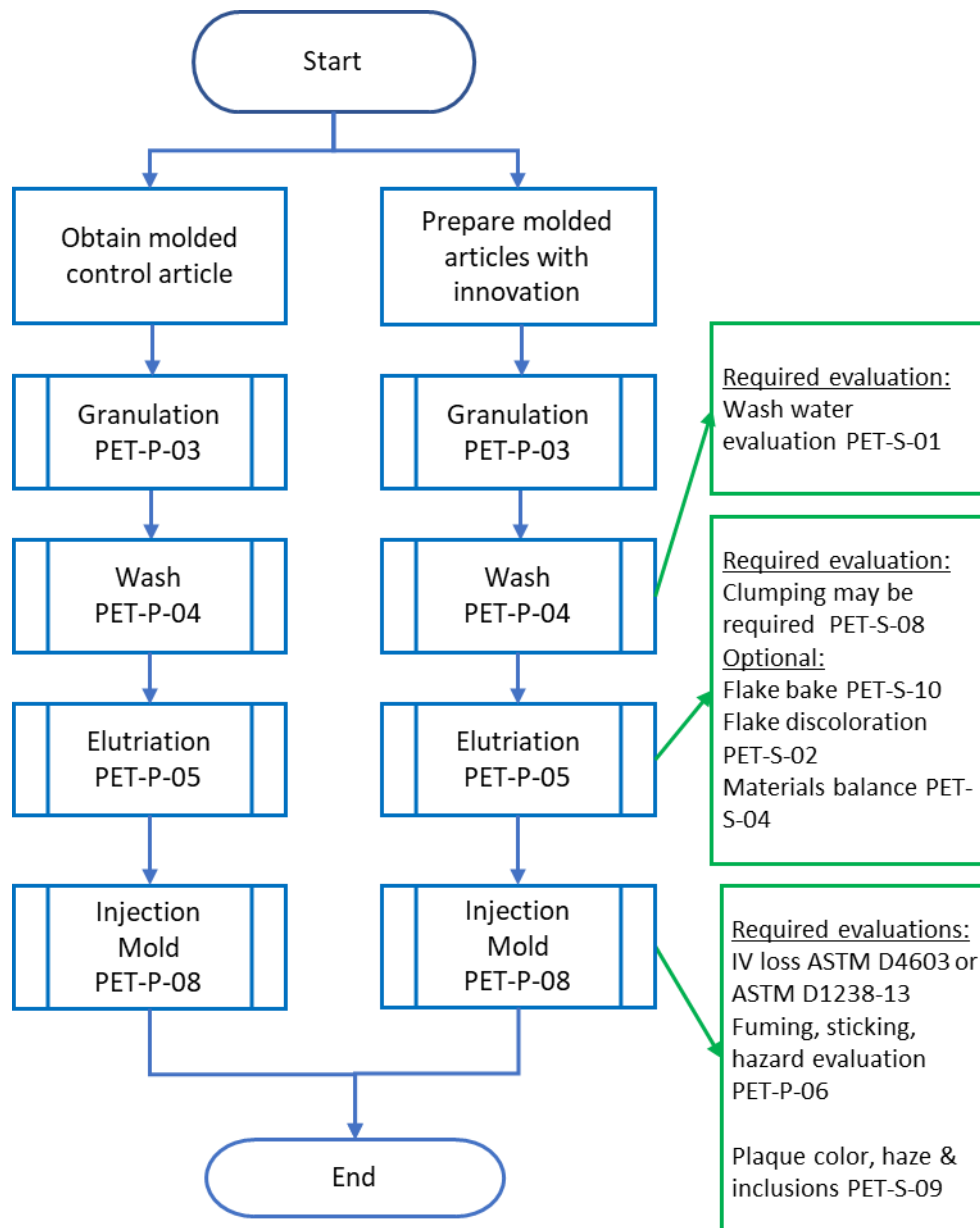 Start
Obtain molded
control article
Prepare molded
articles with
innovation
Granulation
PET-P-03
Granulation
PET-P-03
Required evaluation:
Wash water
evaluation PET-S-01
Wash
PET-P-04
Wash
PET-P-04
Required evaluation:
Clumping may be
required  PET-S-08
Optional:
Flake bake PET-S-10
Flake discoloration
PET-S-02
Materials balance PET-
S-04
Elutriation
PET-P-05
Elutriation
PET-P-05
Injection
Mold
PET-P-08
Injection
Mold
PET-P-08
Required evaluations:
IV loss ASTM D4603 or
ASTM D1238-13
Fuming, sticking,
hazard evaluation
PET-P-06
Plaque color, haze &
inclusions PET-S-09
End